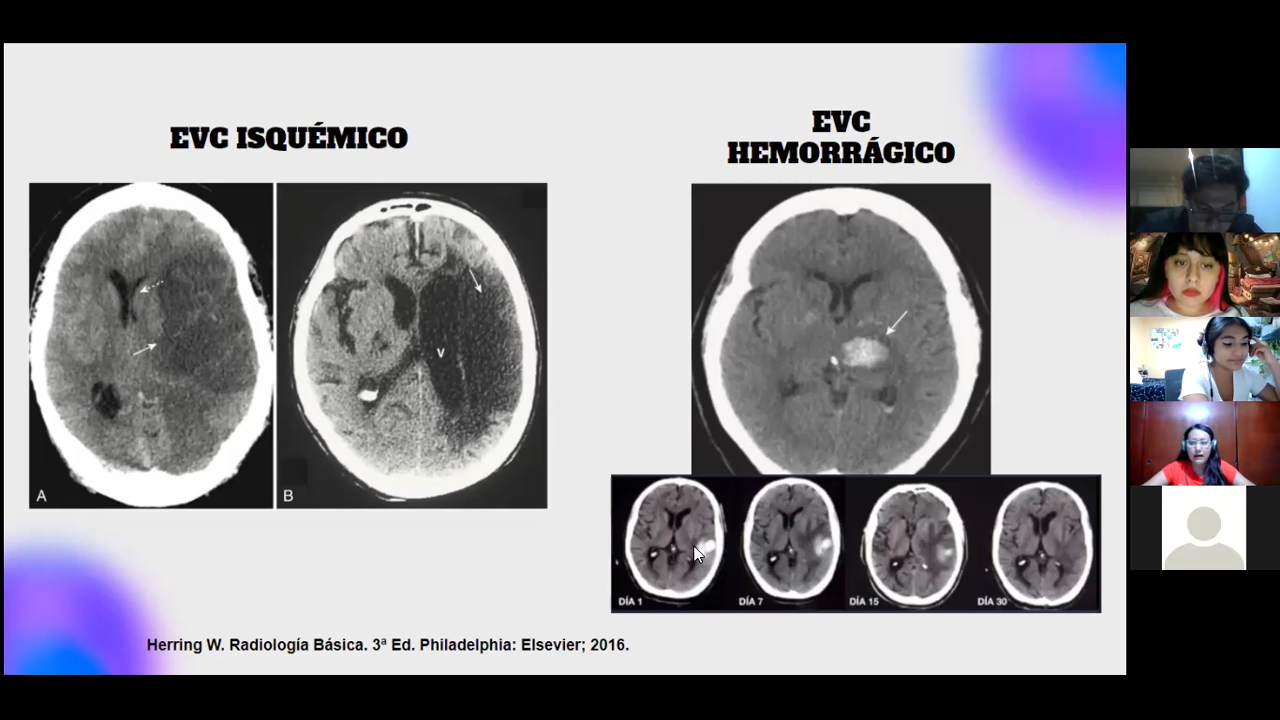 EVC ISQUÉMICO
EVC
HEMORRÁGICO
A
B
V
DÍA 1
DÍA 7
DÍA 15
DÍA 30
Herring W. Radiología Básica. 3ª Ed. Philadelphia: Elsevier; 2016.